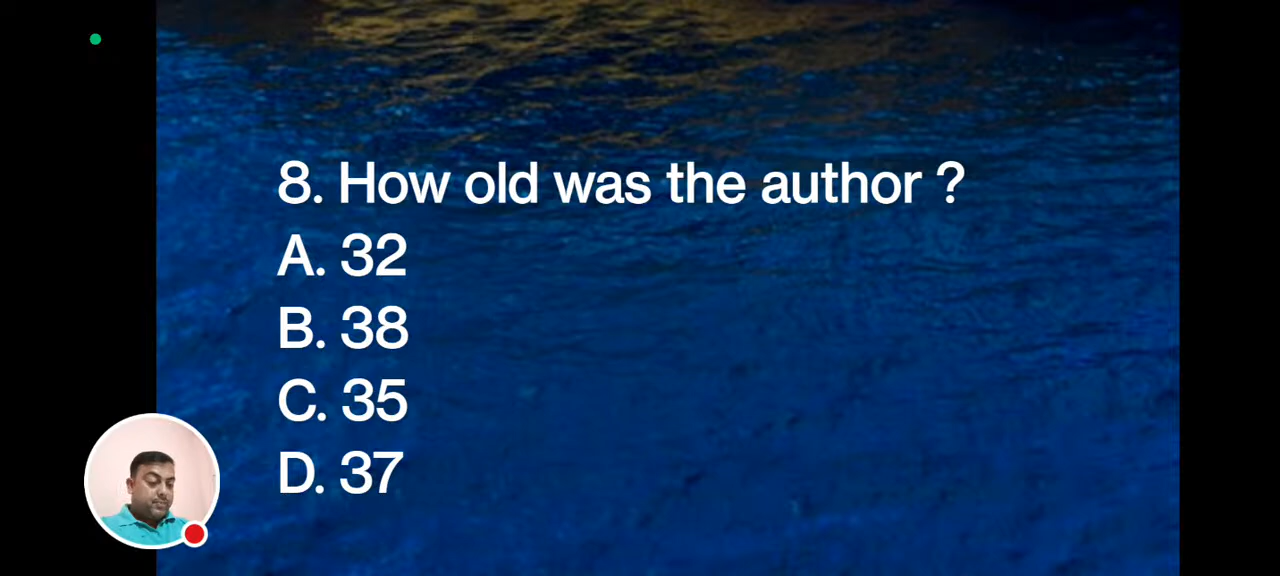 8. How old was the author ?
A. 32
B. 38
C. 35
D. 37